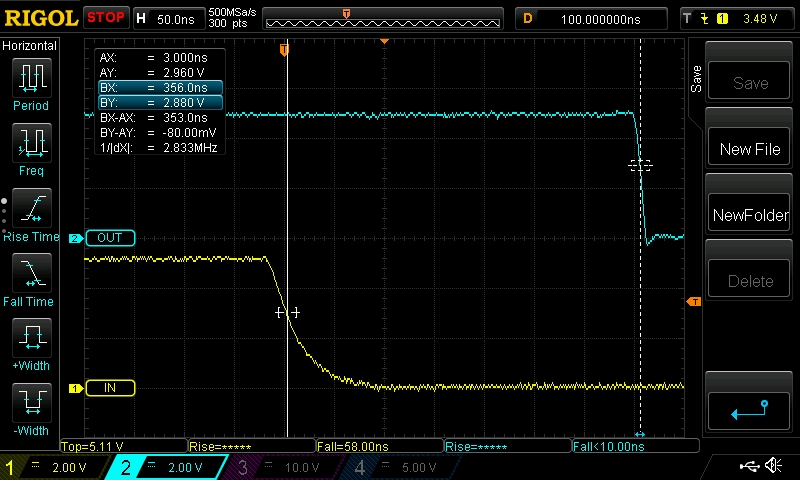 RIGOL STOP H 50.0ns 500MSa/s 300 pts T D 100.000000ns T 1 3.48 V
Horizontal
Period
Freq
Rise Time
Fall Time
+Width
-Width
T
AX: = 3.000ns
AY: = 2.960 V
BX: = 356.0ns
BY: = 2.880 V
BX-AX: = 353.0ns
BY-AY: = -80.00mV
1/|dX|: = 2.833MHz
2 OUT
1 IN
T
Save
Save
New File
NewFolder
Delete
Top=5.11 V Rise=***** Fall=58.00ns Rise=***** Fall<10.00ns
1 = 2.00 V 2 = 2.00 V 3 = 10.0 V 4 = 5.00 V